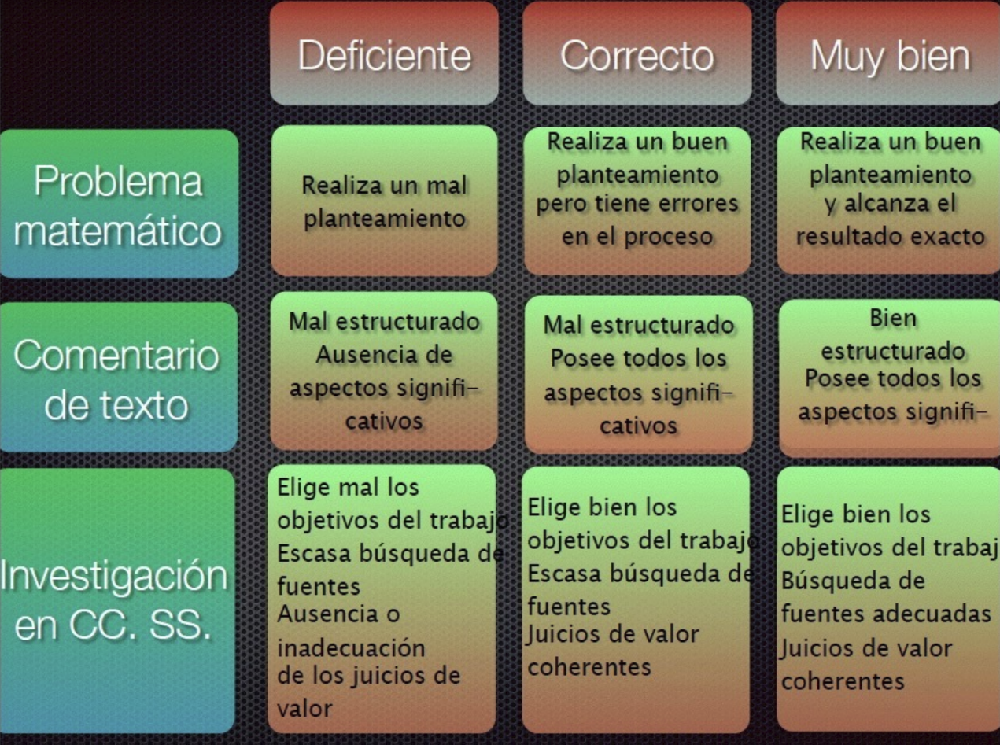 Deficiente
Correcto
Muy bien
Problema
matemático
Realiza un mal
planteamiento
Realiza un buen
planteamiento
pero tiene errores
en el proceso
Realiza un buen
planteamiento
y alcanza el
resultado exacto
Comentario
de texto
Mal estructurado
Ausencia de
aspectos signifi-
cativos
Mal estructurado
Posee todos los
aspectos signifi-
cativos
Bien
estructurado
Posee todos los
aspectos signifi-
Investigación
en CC. SS.
Elige mal los
objetivos del trabajo
Escasa búsqueda de
fuentes
Ausencia o
inadecuación
de los juicios de
valor
Elige bien los
objetivos del trabajo
Escasa búsqueda de
fuentes
Juicios de valor
coherentes
Elige bien los
objetivos del trabaj
Búsqueda de
fuentes adecuadas
Juicios de valor
coherentes